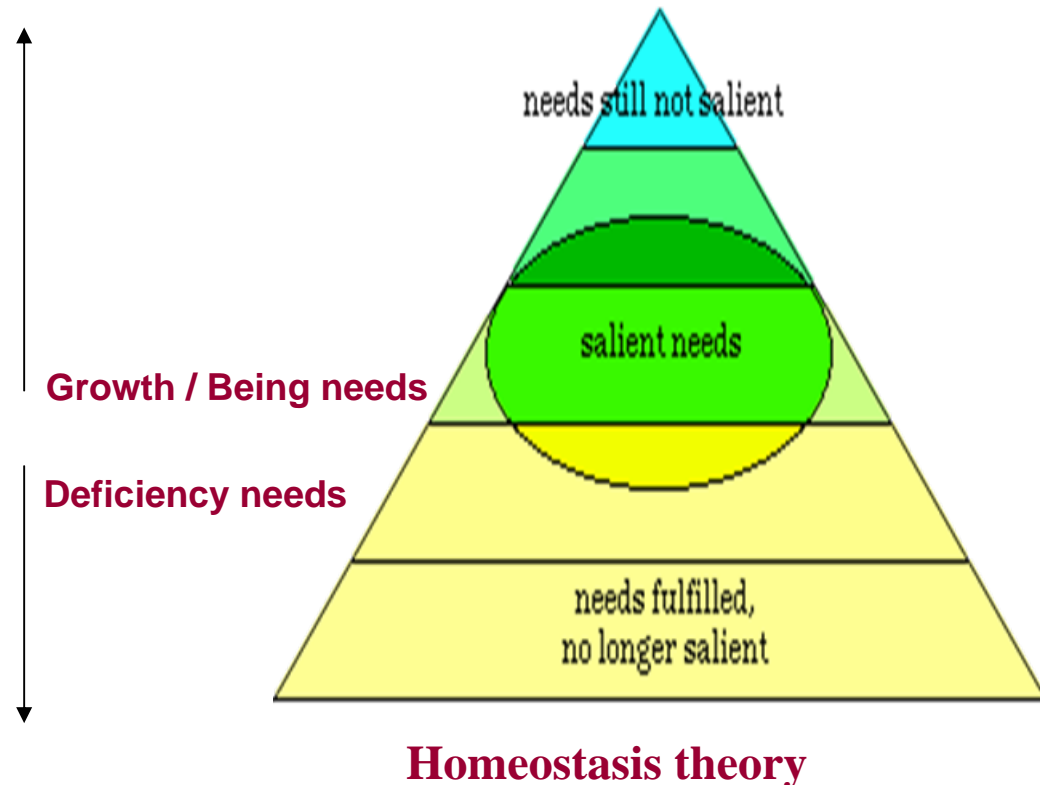 needs still not salient
salient needs
Growth / Being needs
Deficiency needs
needs fulfilled,
no longer salient
Homeostasis theory